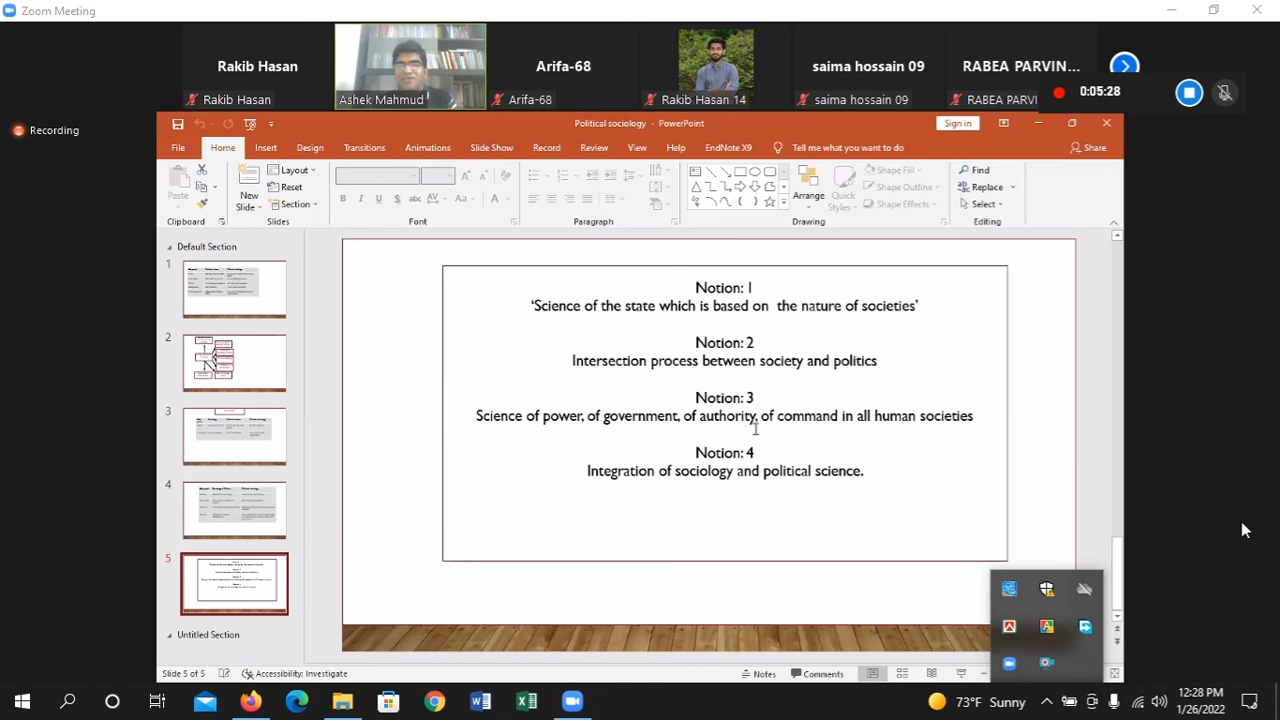 Zoom Meeting
Rakib Hasan
Arifa-68
saima hossain 09
RABEA PARVIN,...
Rakib Hasan
Ashek Mahmud
Arifa-68
Rakib Hasan 14
saima hossain 09
RABEA PARVI
0:05:28
Recording
Political sociology - PowerPoint
Sign in
File Home Insert Design Transitions Animations Slide Show Record Review View Help EndNote X9 Tell me what you want to do Share
Paste
New Slide
Layout
Reset
Section
Arrange
Quick Styles
Shape Fill
Shape Outline
Shape Effects
Find
Replace
Select
Clipboard Slides Font Paragraph Drawing Editing
Default Section
1
2
3
4
5
Untitled Section
Notion: 1
‘Science of the state which is based on the nature of societies’
Notion: 2
Intersection process between society and politics
Notion: 3
Science of power, of government, of authority, of command in all human societies
Notion: 4
Integration of sociology and political science.
Slide 5 of 5 Accessibility: Investigate Notes Comments
73°F Sunny
12:28 PM
1/26/2022